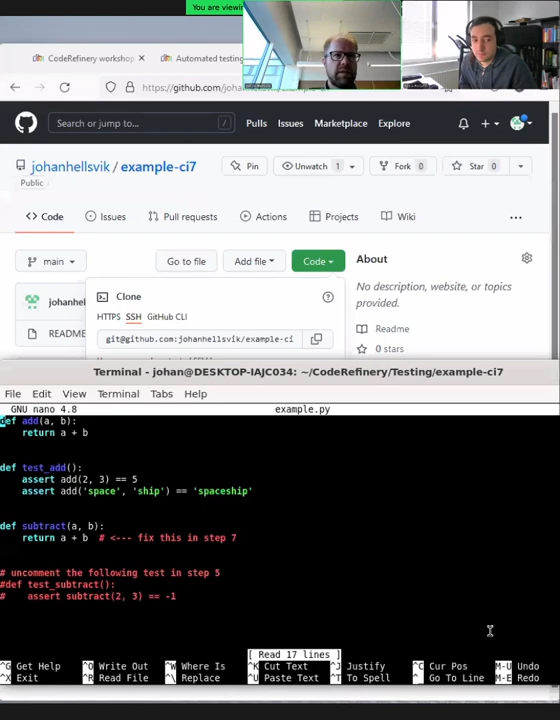 You are viewing
CodeRefinery workshop
Automated testing
https://github.com/joha
Search or jump to... /
Pulls Issues Marketplace Explore
johanhellsvik / example-ci7
Public
Pin
Unwatch 1
Fork 0
Star 0
Code Issues Pull requests Actions Projects Wiki
main
Go to file
Add file
Code
About
No description, website, or topics
provided.
Readme
0 stars
johanhel
README
Clone
HTTPS SSH GitHub CLI
git@github.com:johanhellsvik/example-ci
Terminal - johan@DESKTOP-IAJC034: ~/CodeRefinery/Testing/example-ci7
File Edit View Terminal Tabs Help
GNU nano 4.8 example.py
def add(a, b):
return a + b
def test_add():
assert add(2, 3) == 5
assert add('space', 'ship') == 'spaceship'
def subtract(a, b):
return a + b # <--- fix this in step 7
# uncomment the following test in step 5
#def test_subtract():
# assert subtract(2, 3) == -1
[ Read 17 lines ]
^G Get Help ^O Write Out ^W Where Is ^K Cut Text ^J Justify ^C Cur Pos M-U Undo
^X Exit ^R Read File ^\ Replace ^U Paste Text ^T To Spell ^_ Go To Line M-E Redo